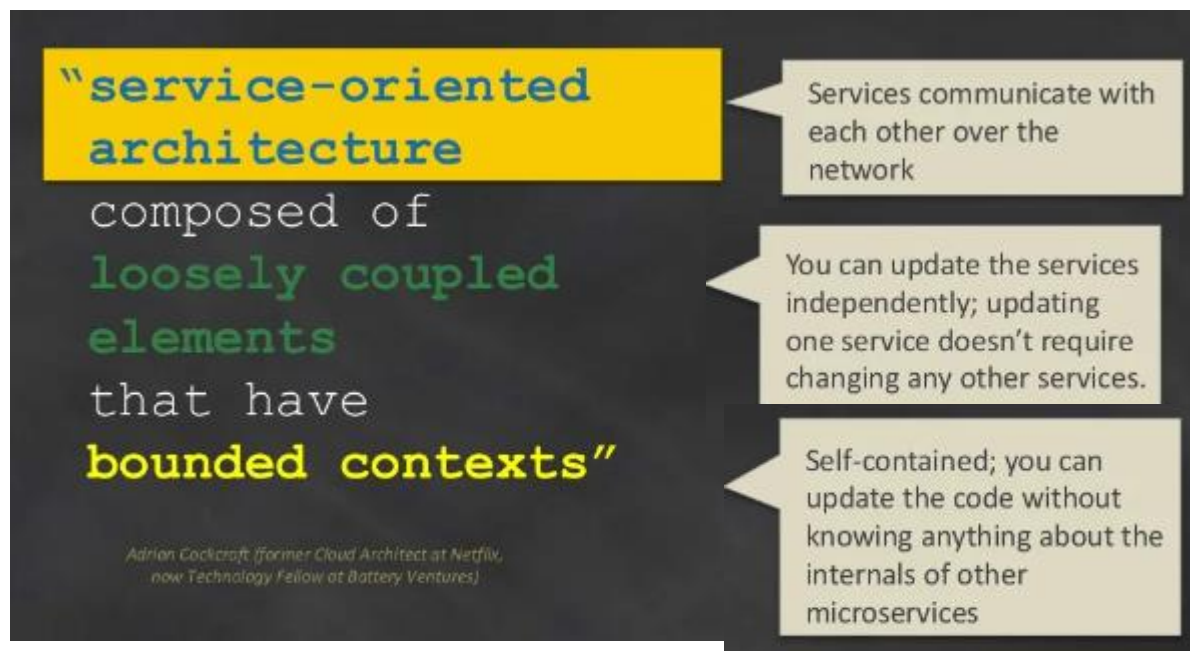 “service-oriented
architecture
composed of
loosely coupled
elements
that have
bounded contexts”
Adrian Cockcroft (former Cloud Architect at Netflix,
now Technology Fellow at Battery Ventures)
Services communicate with
each other over the
network
You can update the services
independently; updating
one service doesn’t require
changing any other services.
Self-contained; you can
update the code without
knowing anything about the
internals of other
microservices